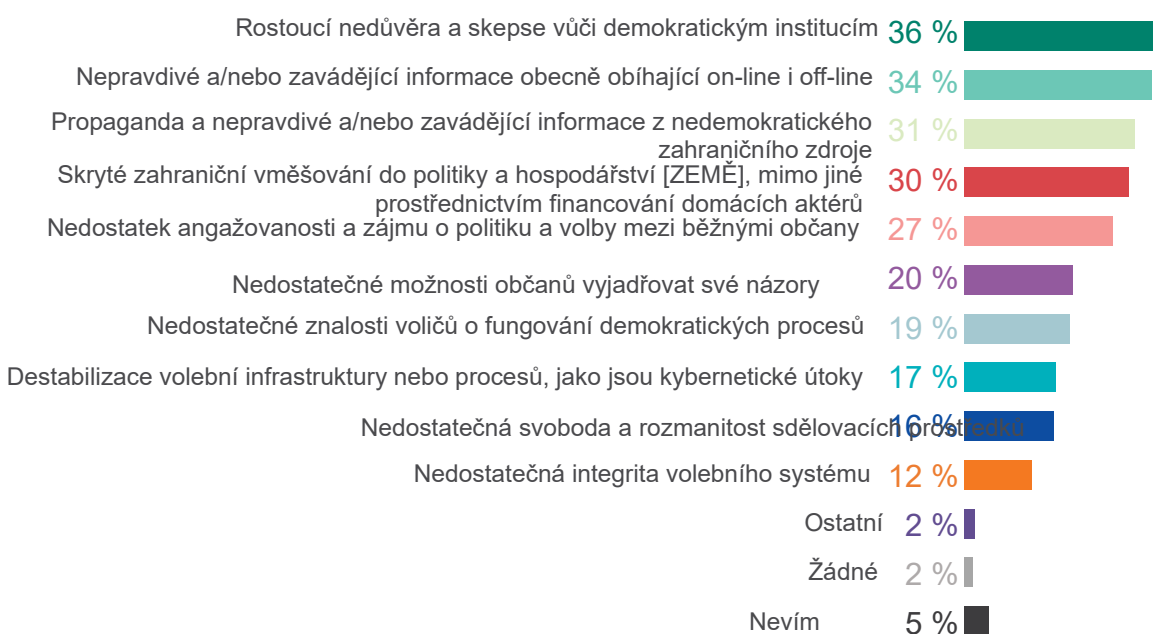 Rostoucí nedůvěra a skepse vůči demokratickým institucím 36 %
Nepravdivé a/nebo zavádějící informace obecně obíhající on-line i off-line 34 %
Propaganda a nepravdivé a/nebo zavádějící informace z nedemokratického
zahraničního zdroje 31 %
Skryté zahraniční vměšování do politiky a hospodářství [ZEMĚ], mimo jiné
prostřednictvím financování domácích aktérů 30 %
Nedostatek angažovanosti a zájmu o politiku a volby mezi běžnými občany 27 %
Nedostatečné možnosti občanů vyjadřovat své názory 20 %
Nedostatečné znalosti voličů o fungování demokratických procesů 19 %
Destabilizace volební infrastruktury nebo procesů, jako jsou kybernetické útoky 17 %
Nedostatečná svoboda a rozmanitost sdělovacích prostředků 16 %
Nedostatečná integrita volebního systému 12 %
Ostatní 2 %
Žádné 2 %
Nevím 5 %